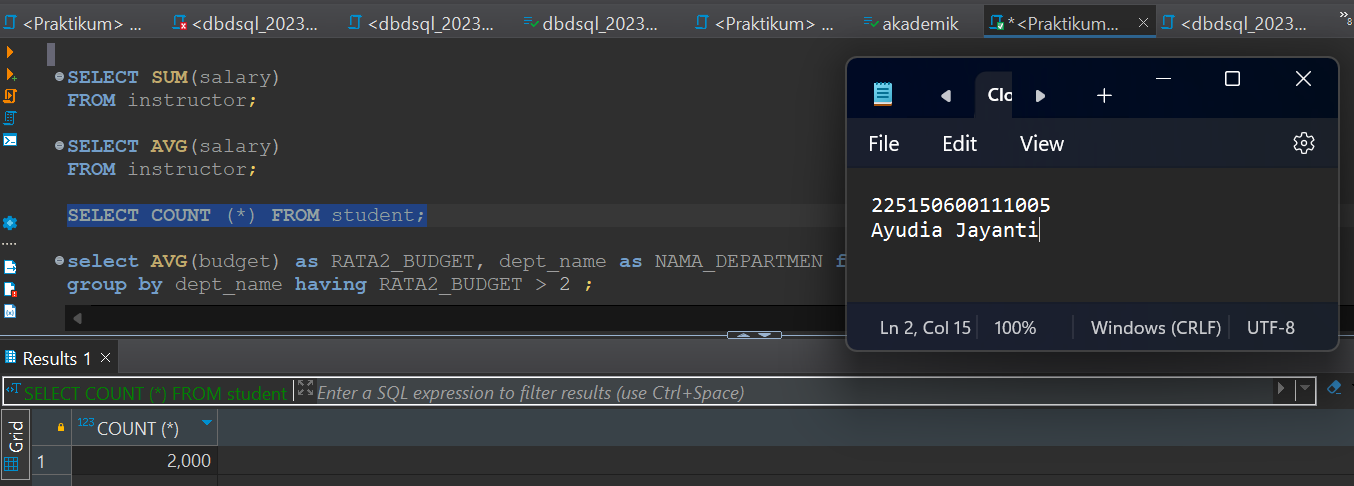 <Praktikum> ...
<dbdsql_2023...
<dbdsql_2023...
dbdsql_2023...
<Praktikum> ...
akademik
*<Praktikum...
<dbdsql_2023...
»8
SELECT SUM(salary)
FROM instructor;
SELECT AVG(salary)
FROM instructor;
SELECT COUNT (*) FROM student;
select AVG(budget) as RATA2_BUDGET, dept_name as NAMA_DEPARTMEN f
group by dept_name having RATA2_BUDGET > 2 ;
Clo
File Edit View
225150600111005
Ayudia Jayanti
Ln 2, Col 15 100% Windows (CRLF) UTF-8
Results 1
SELECT COUNT (*) FROM student
Enter a SQL expression to filter results (use Ctrl+Space)
Grid
123 COUNT (*)
1 2,000